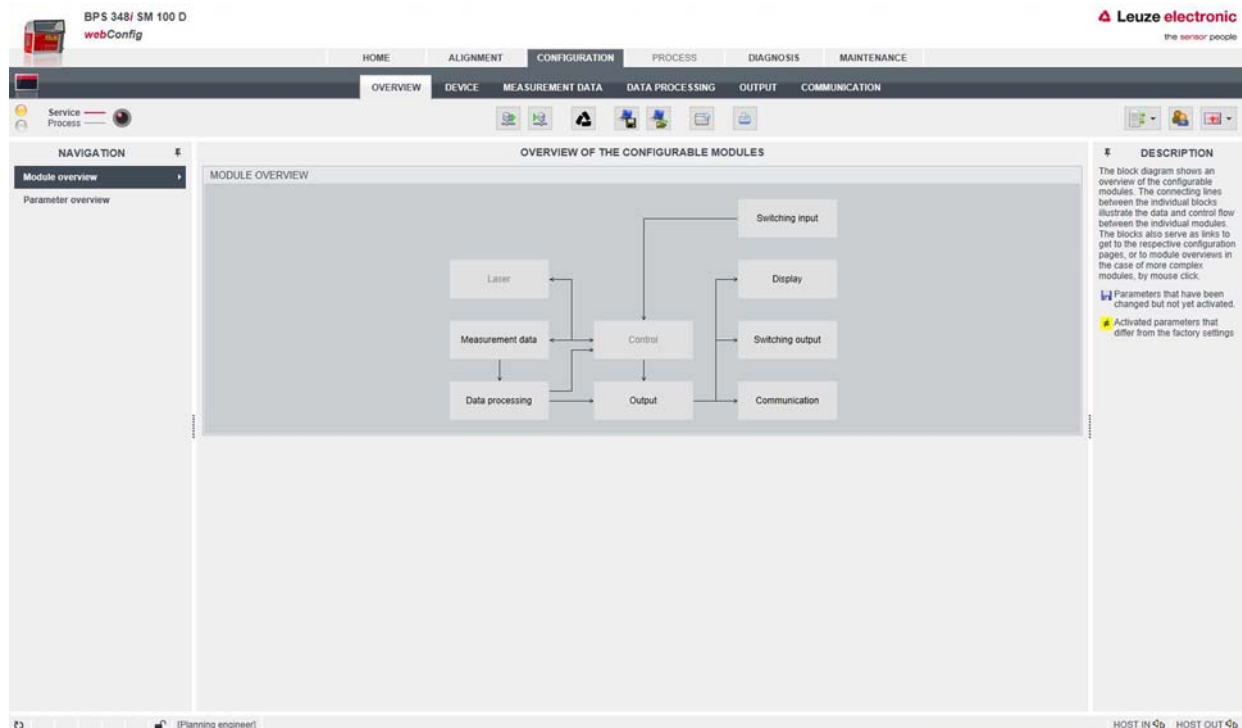 BPS 348i SM 100 D
webConfig
Leuze electronic
the sensor people
HOME ALIGNMENT CONFIGURATION PROCESS DIAGNOSIS MAINTENANCE
OVERVIEW DEVICE MEASUREMENT DATA DATA PROCESSING OUTPUT COMMUNICATION
Service
Process
NAVIGATION
Module overview
Parameter overview
OVERVIEW OF THE CONFIGURABLE MODULES
MODULE OVERVIEW
Switching input
Laser
Display
Measurement data
Control
Switching output
Data processing
Output
Communication
DESCRIPTION
The block diagram shows an
overview of the configurable
modules. The connecting lines
between the individual blocks
illustrate the data and control flow
between the individual modules.
The blocks also serve as links to
get to the respective configuration
pages, or to module overviews in
the case of more complex
modules, by mouse click.
Parameters that have been
changed but not yet activated.
Activated parameters that
differ from the factory settings
[Planning engineer]
HOST IN HOST OUT